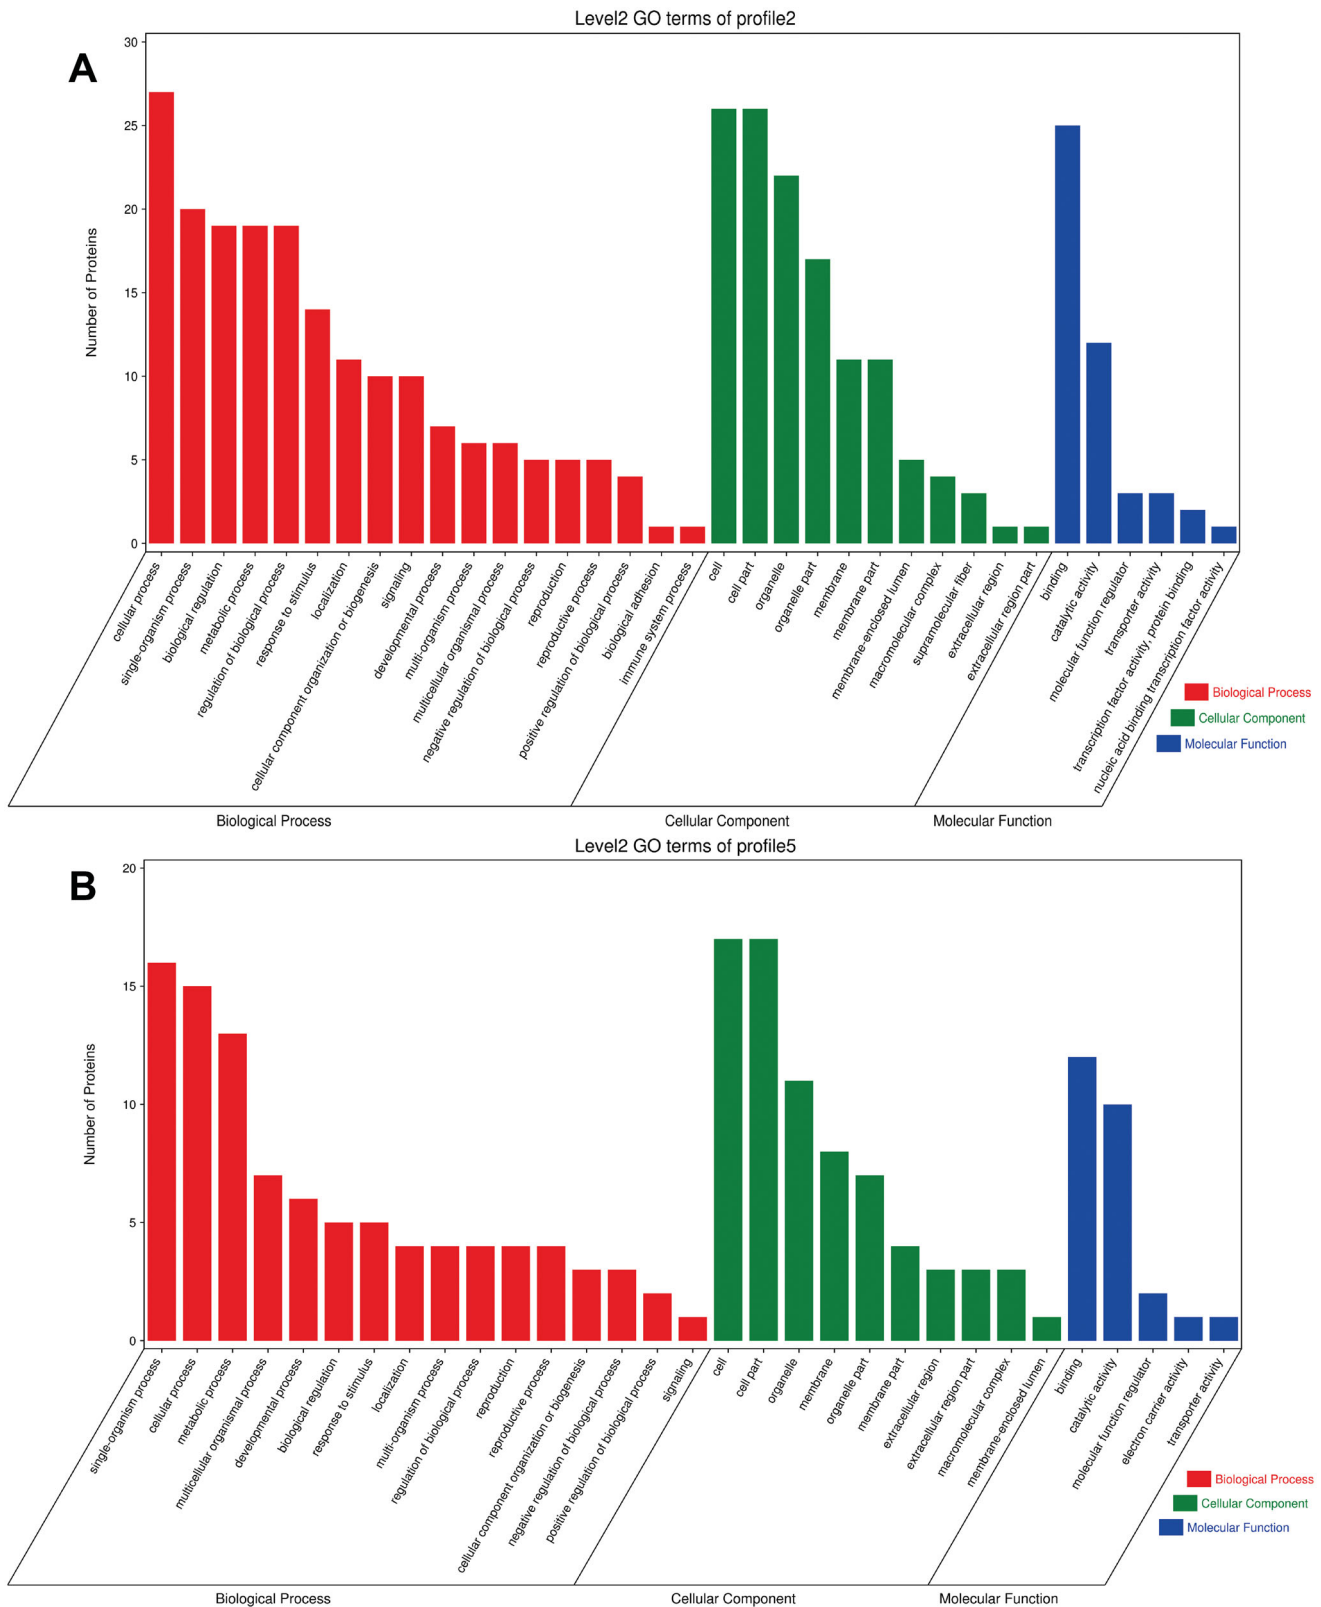 Level2 GO terms of profile2
A
30
25
20
15
10
5
0
Number of Proteins
cellular process
single-organism process
biological regulation
metabolic process
regulation of biological process
response to stimulus
localization
cellular component organization or biogenesis
signaling
developmental process
multi-organism process
multicellular organismal process
negative regulation of biological process
reproduction
reproductive process
positive regulation of biological process
biological adhesion
immune system process
cell
cell part
organelle
organelle part
membrane
membrane part
membrane-enclosed lumen
macromolecular complex
supramolecular fiber
extracellular region
extracellular region part
binding
catalytic activity
molecular function regulator
transporter activity
transcription factor activity, protein binding
nucleic acid binding transcription factor activity
Biological Process
Cellular Component
Molecular Function
Biological Process
Cellular Component
Molecular Function
Level2 GO terms of profile5
B
20
15
10
5
0
Number of Proteins
single-organism process
cellular process
metabolic process
multicellular organismal process
developmental process
biological regulation
response to stimulus
localization
multi-organism process
regulation of biological process
reproduction
reproductive process
cellular component organization or biogenesis
negative regulation of biological process
positive regulation of biological process
signaling
cell
cell part
organelle
membrane
organelle part
membrane part
extracellular region
extracellular region part
macromolecular complex
membrane-enclosed lumen
binding
catalytic activity
molecular function regulator
electron carrier activity
transporter activity
Biological Process
Cellular Component
Molecular Function
Biological Process
Cellular Component
Molecular Function